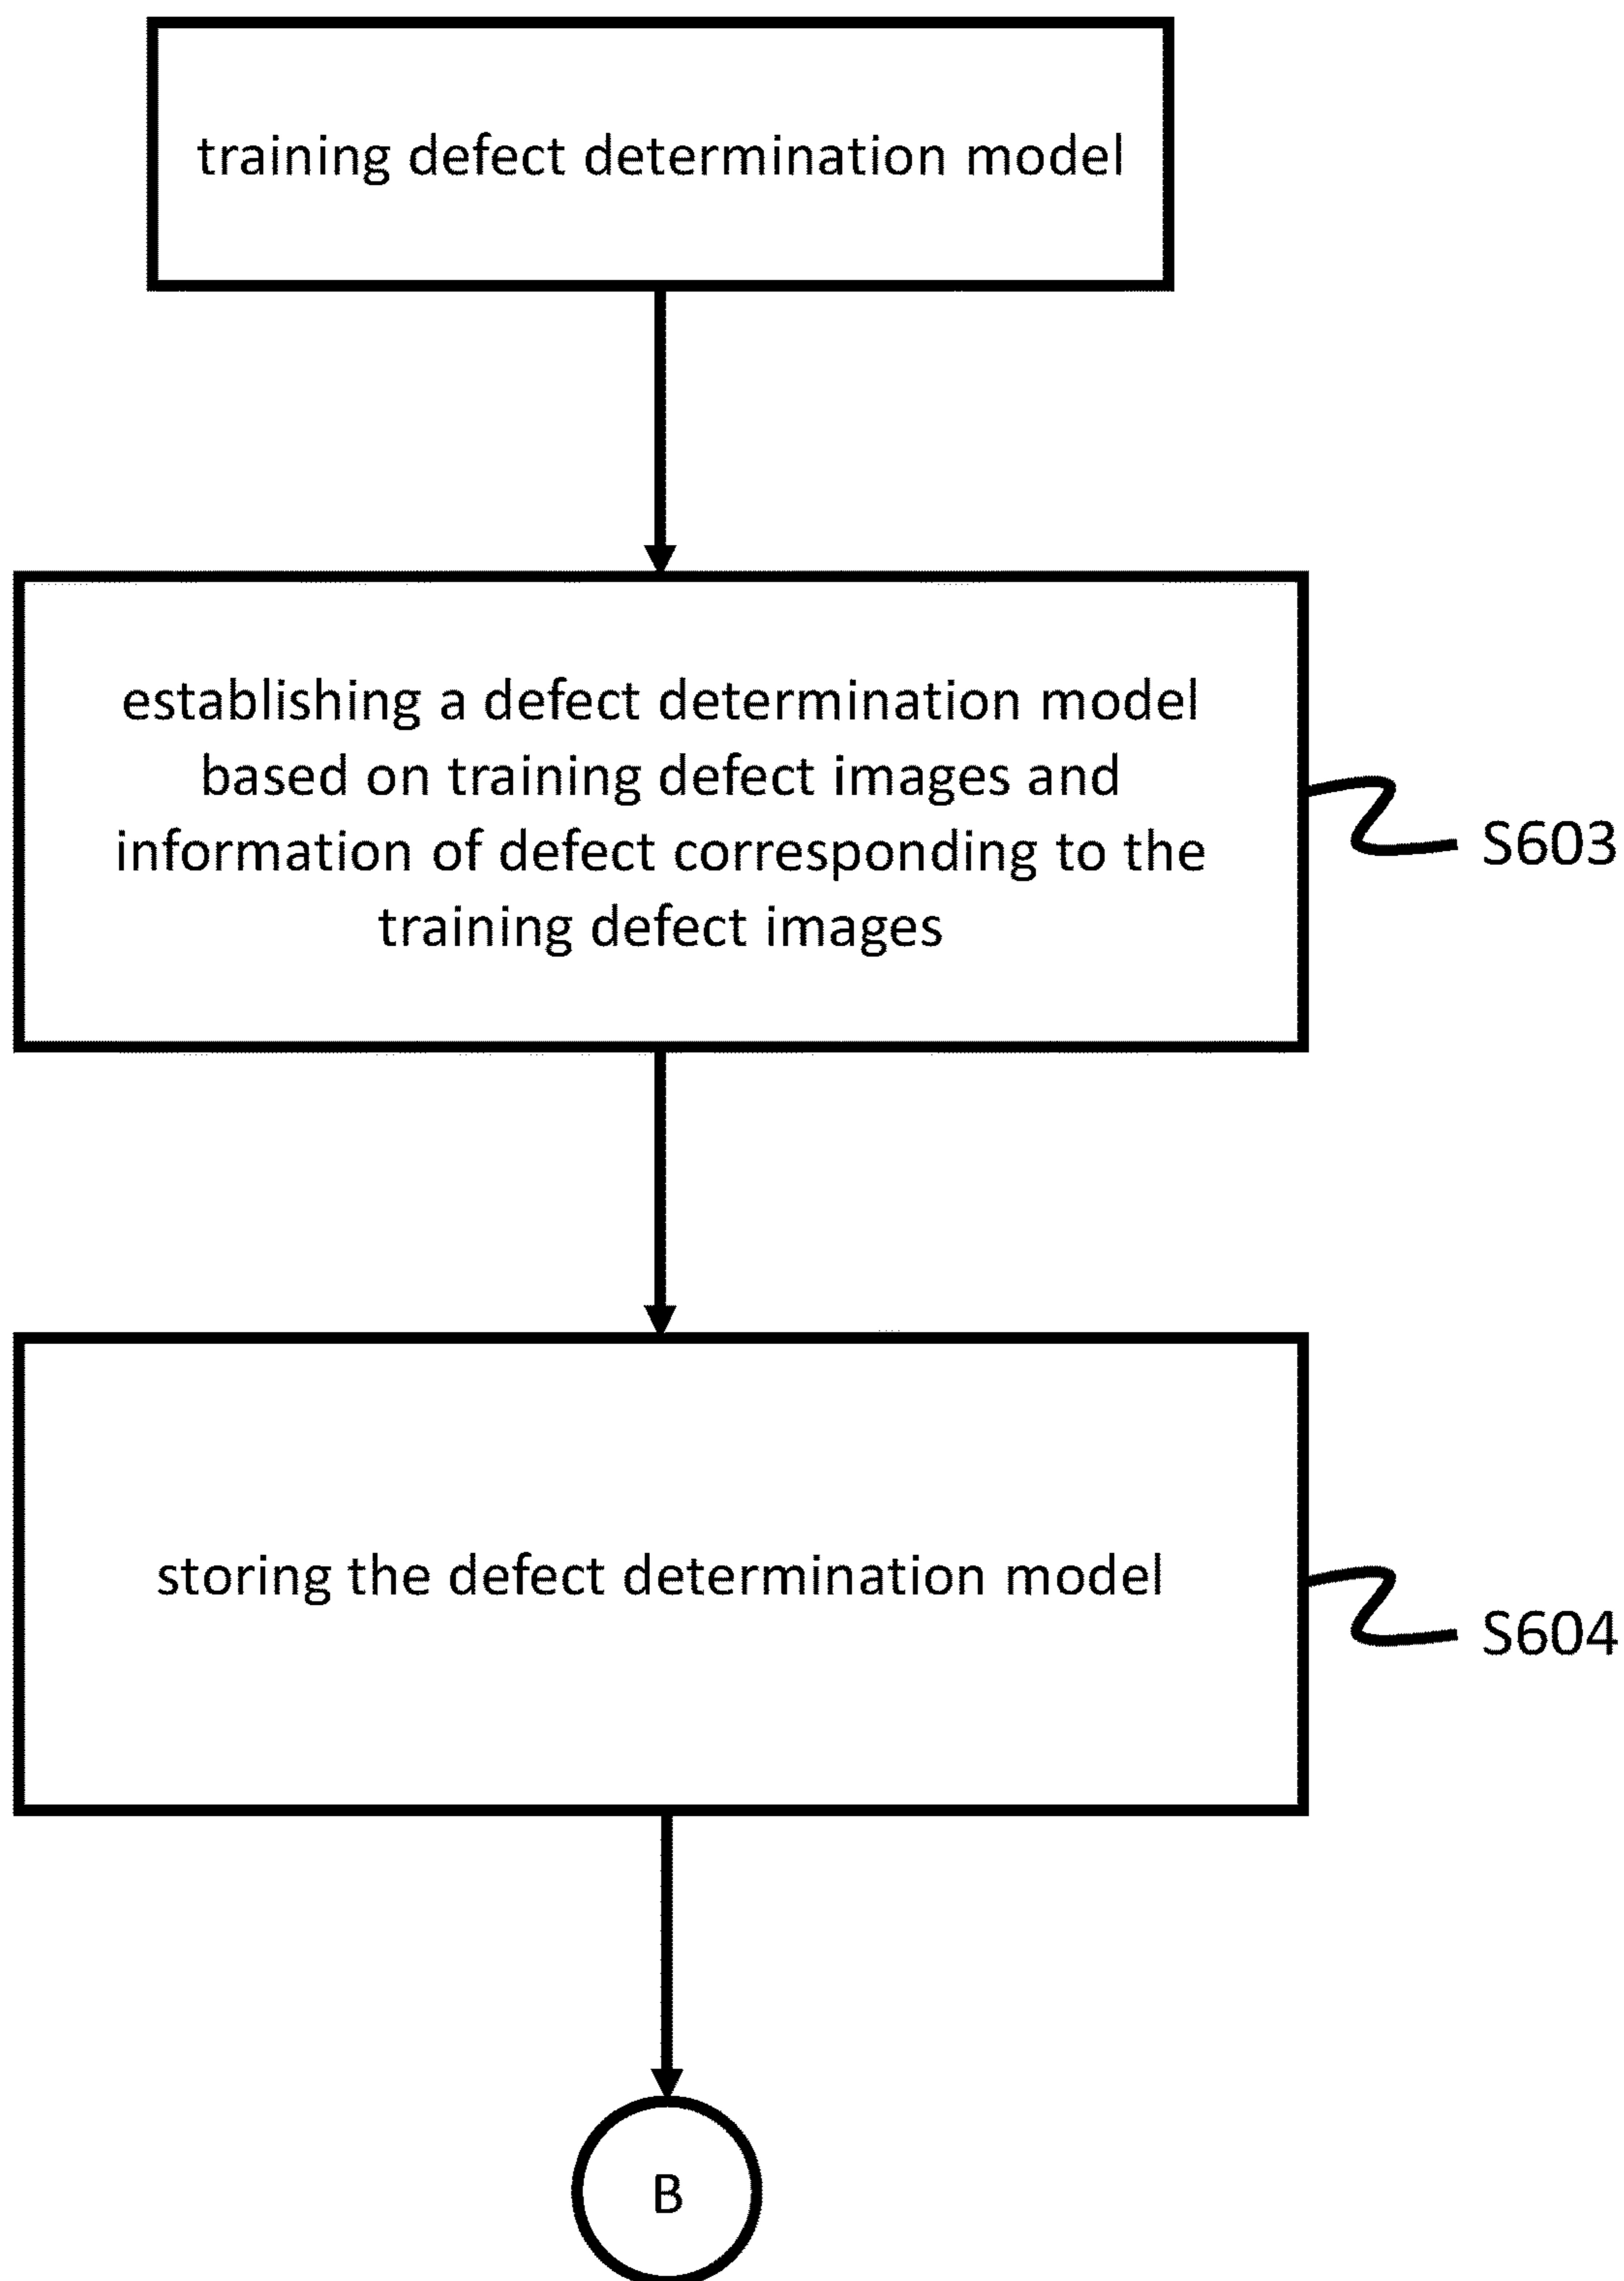 training defect determination model
establishing a defect determination model
based on training defect images and
information of defect corresponding to the
training defect images
S603
storing the defect determination model
S604
B